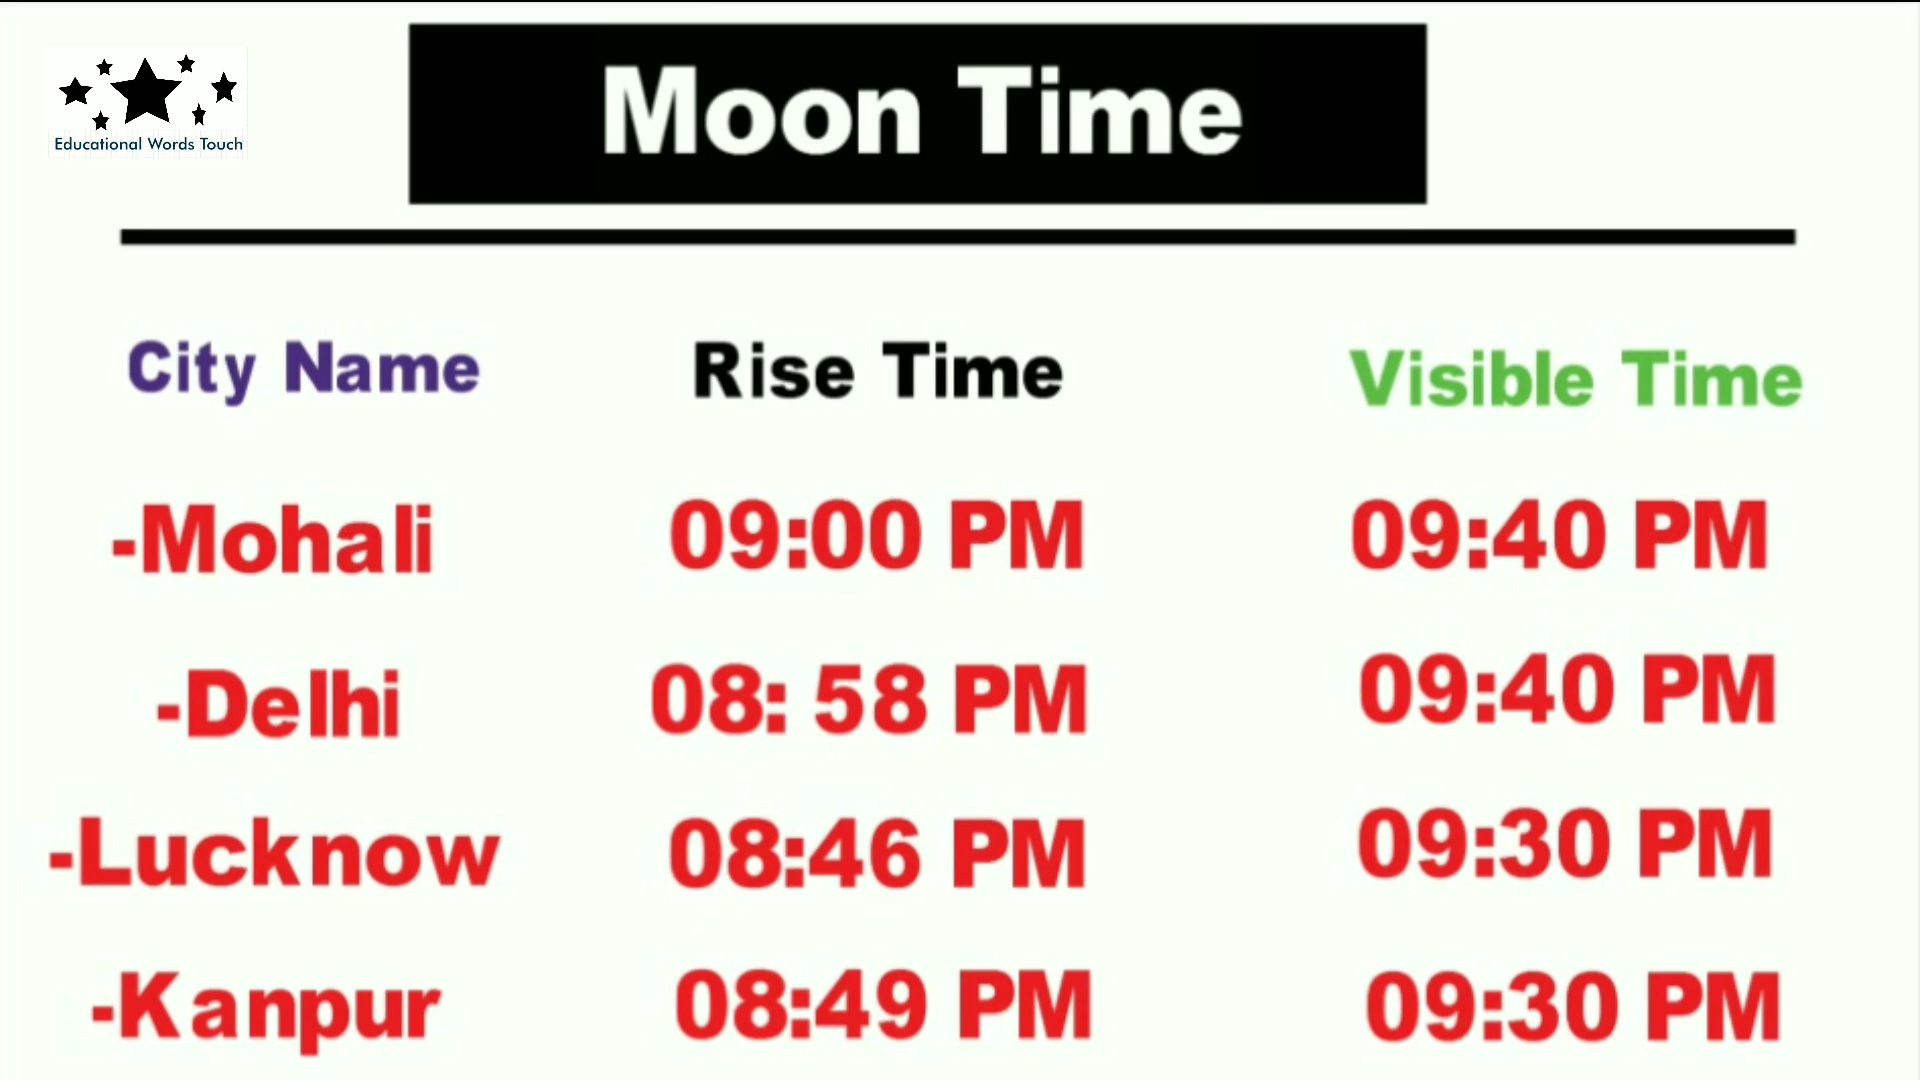 Educational Words Touch
Moon Time
City Name Rise Time Visible Time
-Mohali 09:00 PM 09:40 PM
-Delhi 08: 58 PM 09:40 PM
-Lucknow 08:46 PM 09:30 PM
-Kanpur 08:49 PM 09:30 PM